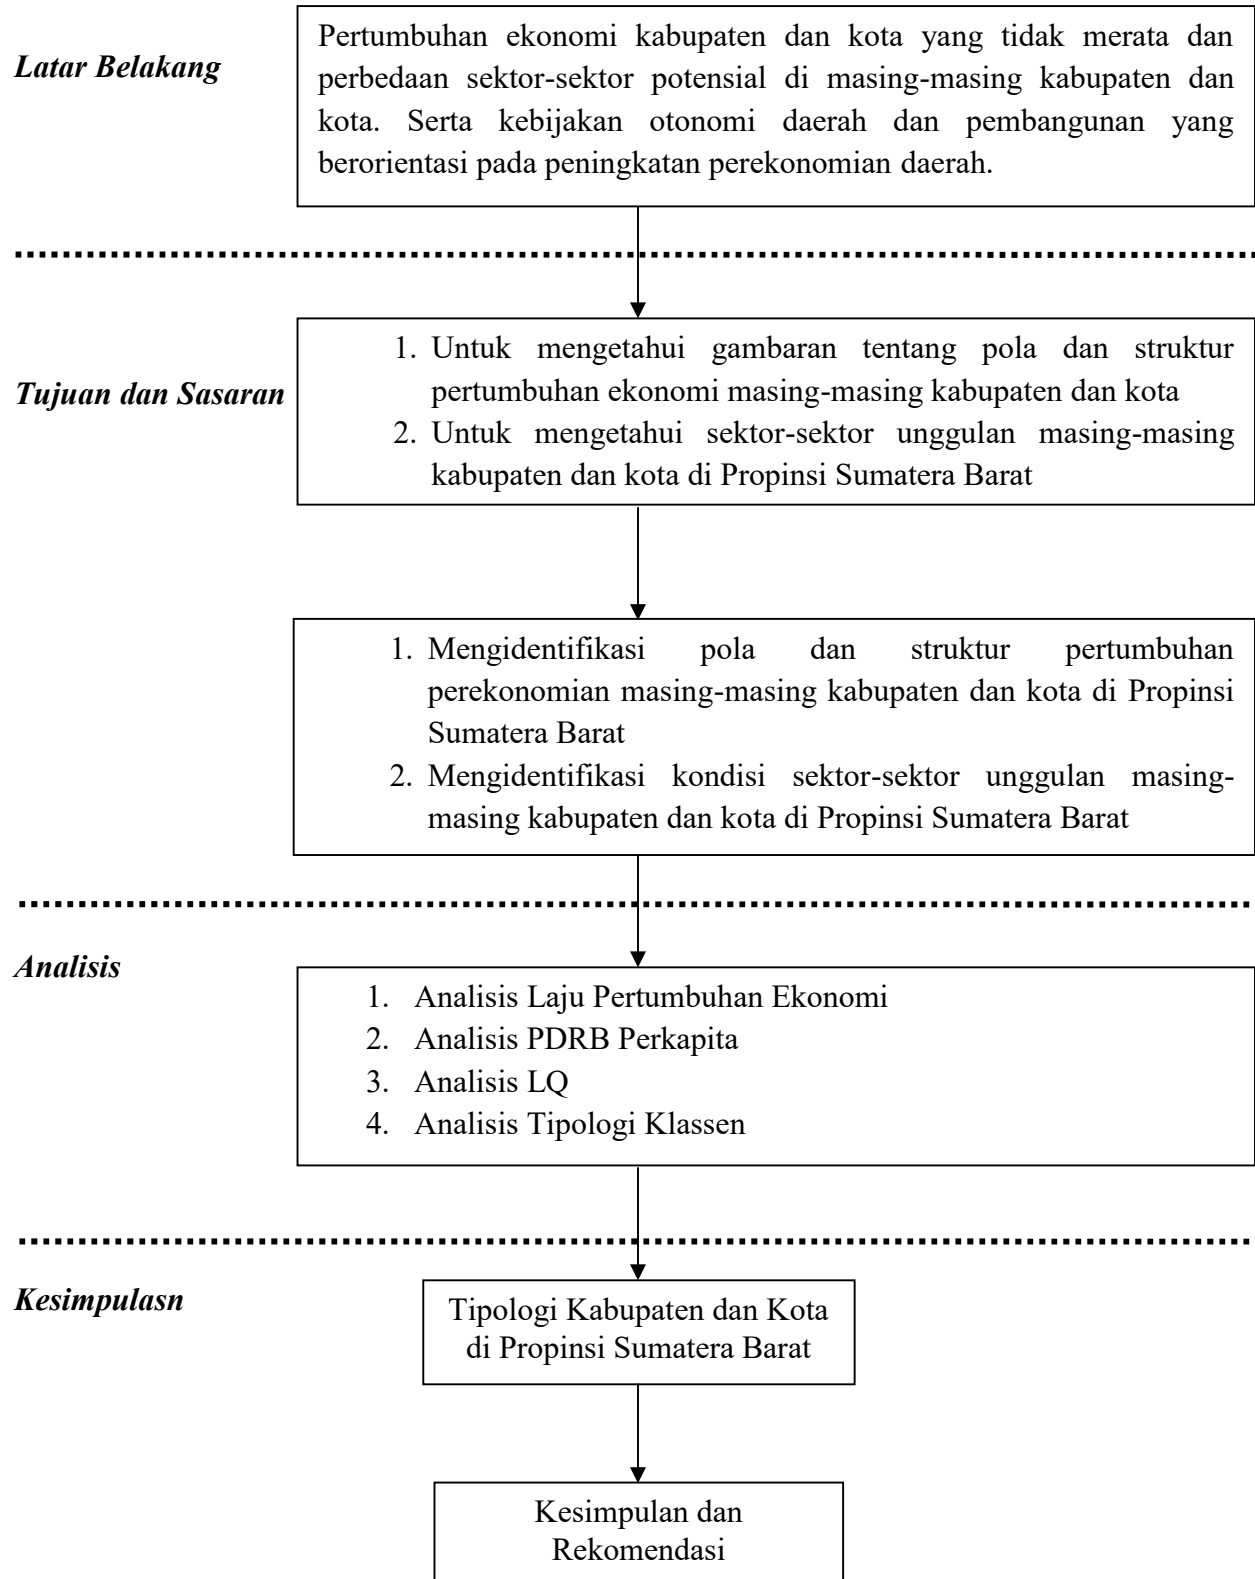 Latar Belakang
Pertumbuhan ekonomi kabupaten dan kota yang tidak merata dan
perbedaan sektor-sektor potensial di masing-masing kabupaten dan
kota. Serta kebijakan otonomi daerah dan pembangunan yang
berorientasi pada peningkatan perekonomian daerah.
Tujuan dan Sasaran
1. Untuk mengetahui gambaran tentang pola dan struktur
pertumbuhan ekonomi masing-masing kabupaten dan kota
2. Untuk mengetahui sektor-sektor unggulan masing-masing
kabupaten dan kota di Propinsi Sumatera Barat
1. Mengidentifikasi pola dan struktur pertumbuhan
perekonomian masing-masing kabupaten dan kota di Propinsi
Sumatera Barat
2. Mengidentifikasi kondisi sektor-sektor unggulan masing-
masing kabupaten dan kota di Propinsi Sumatera Barat
Analisis
1. Analisis Laju Pertumbuhan Ekonomi
2. Analisis PDRB Perkapita
3. Analisis LQ
4. Analisis Tipologi Klassen
Kesimpulasn
Tipologi Kabupaten dan Kota
di Propinsi Sumatera Barat
Kesimpulan dan
Rekomendasi